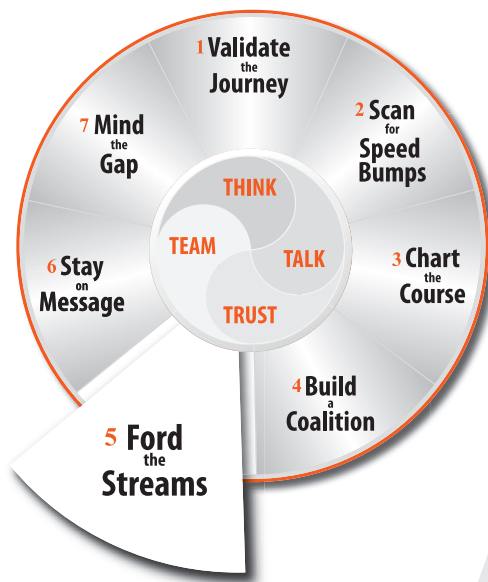 1 Validate
the
Journey
2 Scan
for
Speed
Bumps
3 Chart
the
Course
4 Build
a
Coalition
5 Ford
the
Streams
6 Stay
on
Message
7 Mind
the
Gap
THINK
TALK
TRUST
TEAM